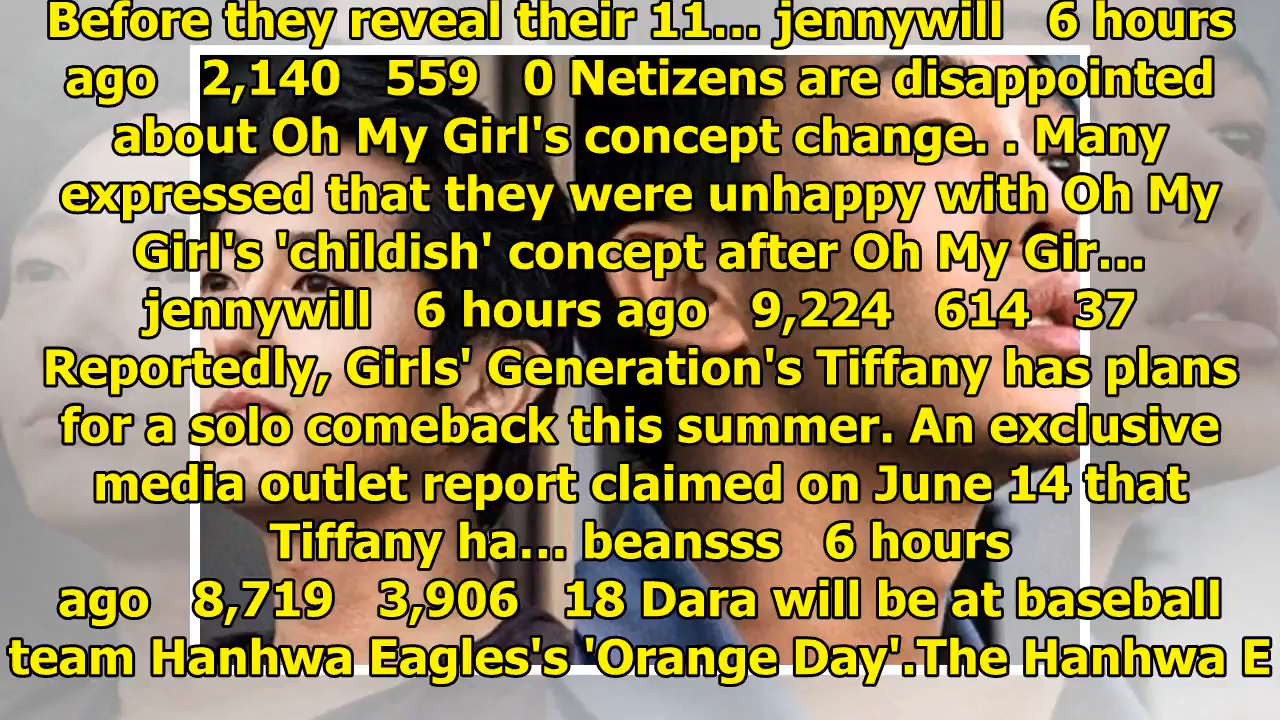 Before they reveal their 11... jennywill 6 hours
ago 2,140 559 0 Netizens are disappointed
about Oh My Girl's concept change. . Many
expressed that they were unhappy with Oh My
Girl's 'childish' concept after Oh My Gir...
jennywill 6 hours ago 9,224 614 37
Reportedly, Girls' Generation's Tiffany has plans
for a solo comeback this summer. An exclusive
media outlet report claimed on June 14 that
Tiffany ha... beansss 6 hours
ago 8,719 3,906 18 Dara will be at baseball
team Hanhwa Eagles's 'Orange Day'.The Hanhwa E